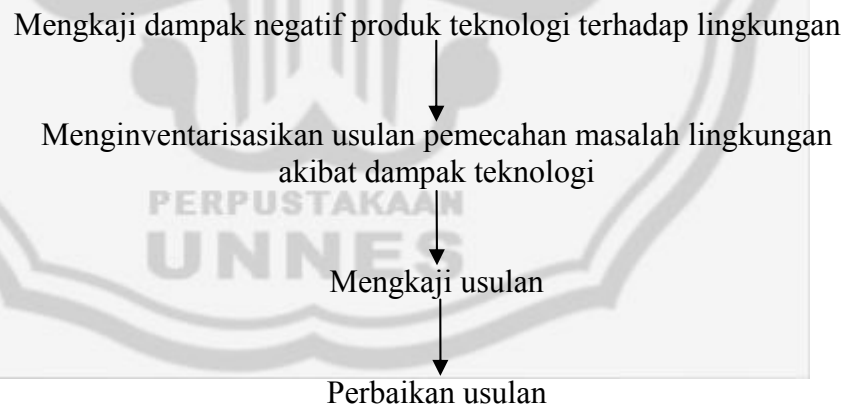 Mengkaji dampak negatif produk teknologi terhadap lingkungan
Menginventarisasikan usulan pemecahan masalah lingkungan
akibat dampak teknologi
PERPUSTAKAAN
UNNES
Mengkaji usulan
Perbaikan usulan